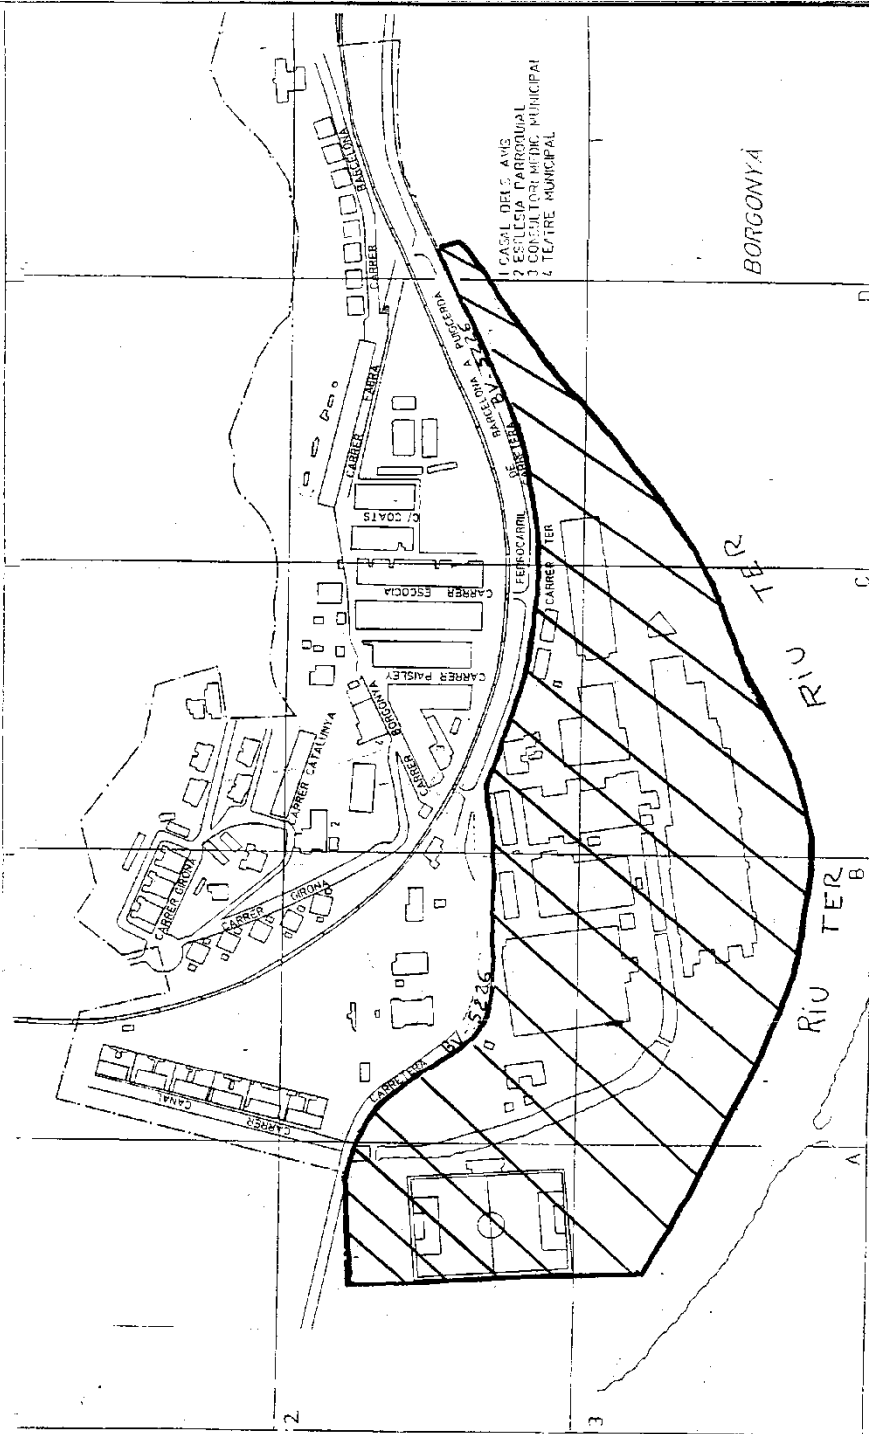 1 CASAL DELS AVIS
2 ESGLESIA PARROQUIAL
3 CONSULTORI MEDIC MUNICIPAL
4 TEATRE MUNICIPAL
BORGONYÀ
CARRER BARCELONA
CARRER FABRA
C/ COATS
CARRER ESCOCIA
CARRER PAISLEY
CARRER BORGONYA
CARRER CATALUNYA
2
CARRER GIRONA
CARRER GIRONA
CARRER CANAL
CARRETERA BV-5226
CARRETERA DE BARCELONA A PUIGCERDA
BV-5226
FERROCARRIL
CARRER TER
RIU TER
RIU TER
A
B
C
D
2
3